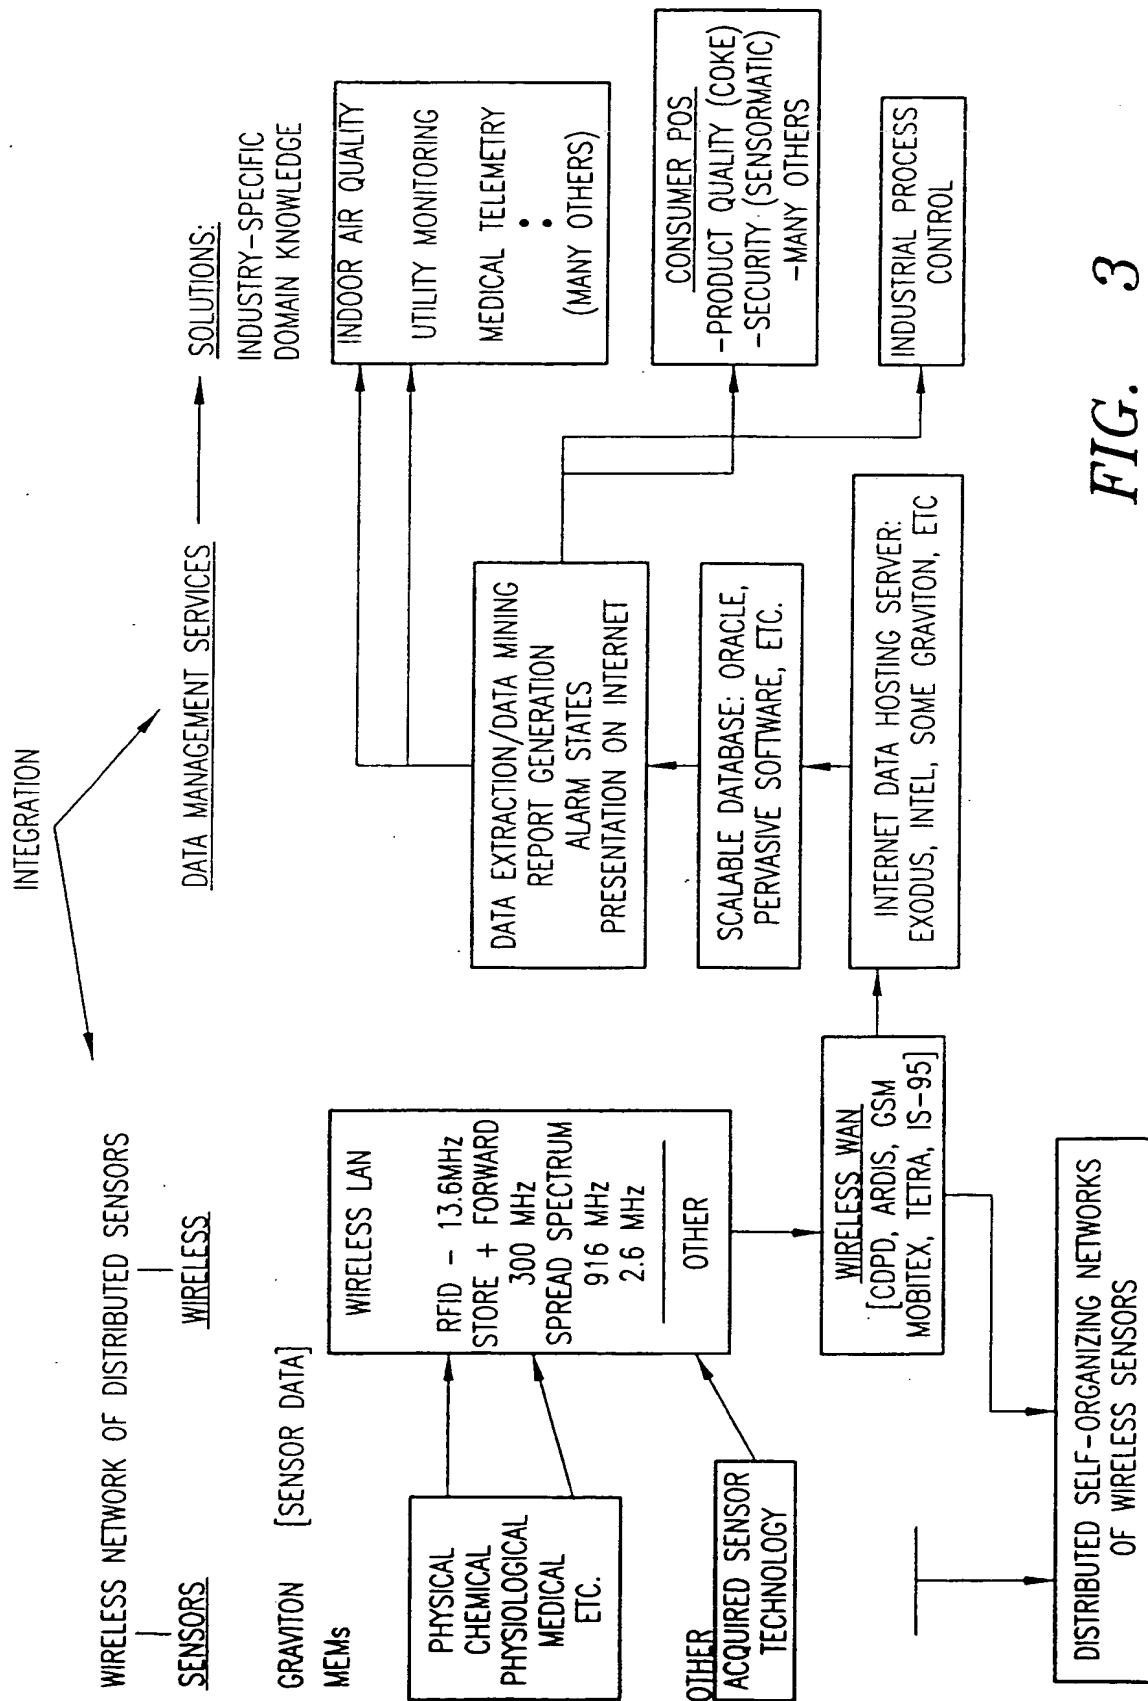 INTEGRATION
WIRELESS NETWORK OF DISTRIBUTED SENSORS
SENSORS
WIRELESS
DATA MANAGEMENT SERVICES
SOLUTIONS:
INDUSTRY-SPECIFIC
DOMAIN KNOWLEDGE
GRAVITON
[SENSOR DATA]
MEMs
PHYSICAL
CHEMICAL
PHYSIOLOGICAL
MEDICAL
ETC.
OTHER
ACQUIRED SENSOR
TECHNOLOGY
WIRELESS LAN
RFID - 13.6MHz
STORE + FORWARD
300 MHz
SPREAD SPECTRUM
916 MHz
2.6 MHz
OTHER
WIRELESS WAN
[CDPD, ARDIS, GSM
MOBITEX, TETRA, IS-95]
DISTRIBUTED SELF-ORGANIZING NETWORKS
OF WIRELESS SENSORS
DATA EXTRACTION/DATA MINING
REPORT GENERATION
ALARM STATES
PRESENTATION ON INTERNET
SCALABLE DATABASE: ORACLE,
PERVASIVE SOFTWARE, ETC.
INTERNET DATA HOSTING SERVER:
EXODUS, INTEL, SOME GRAVITON, ETC
INDOOR AIR QUALITY
UTILITY MONITORING
MEDICAL TELEMETRY
(MANY OTHERS)
CONSUMER POS
-PRODUCT QUALITY (COKE)
-SECURITY (SENSORMATIC)
-MANY OTHERS
INDUSTRIAL PROCESS
CONTROL
FIG. 3